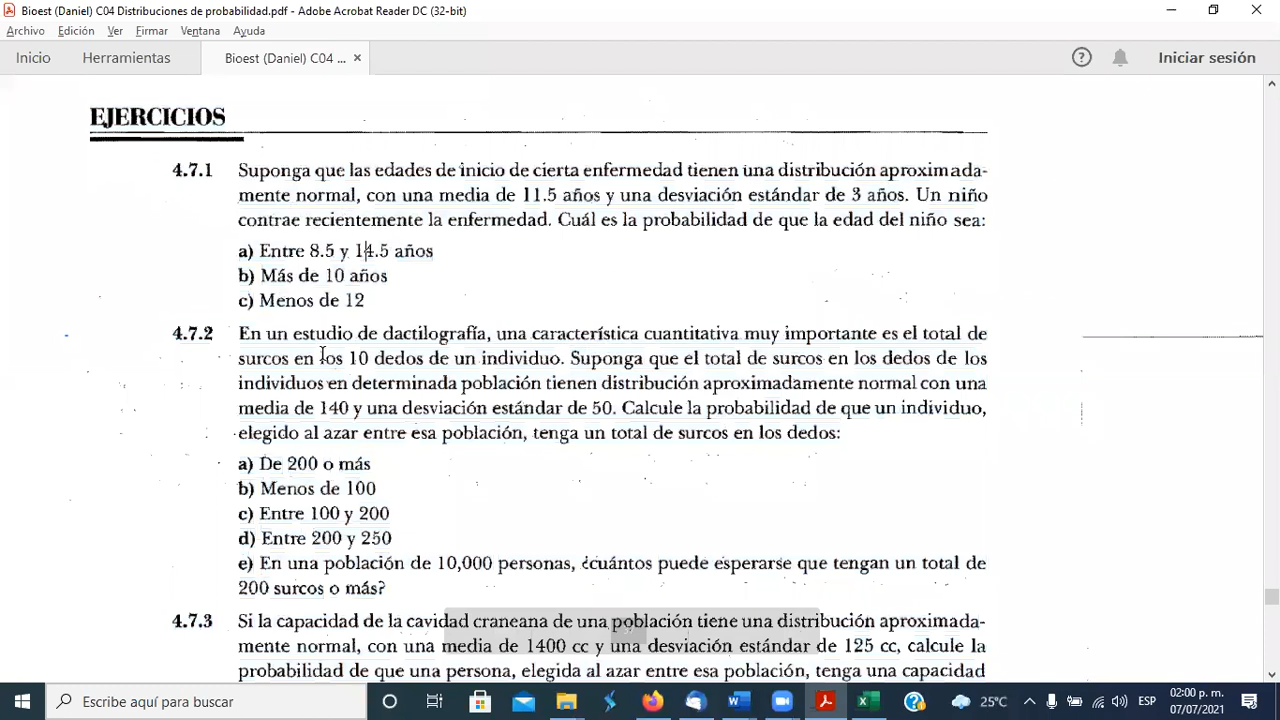 Bioest (Daniel) C04 Distribuciones de probabilidad.pdf - Adobe Acrobat Reader DC (32-bit)
Archivo Edición Ver Firmar Ventana Ayuda
Inicio Herramientas Bioest (Daniel) C04 ... × Iniciar sesión
EJERCICIOS
4.7.1 Suponga que las edades de inicio de cierta enfermedad tienen una distribución aproximada-
mente normal, con una media de 11.5 años y una desviación estándar de 3 años. Un niño
contrae recientemente la enfermedad. Cuál es la probabilidad de que la edad del niño sea:
a) Entre 8.5 y 14.5 años
b) Más de 10 años
c) Menos de 12
4.7.2 En un estudio de dactilografía, una característica cuantitativa muy importante es el total de
surcos en los 10 dedos de un individuo. Suponga que el total de surcos en los dedos de los
individuos en determinada población tienen distribución aproximadamente normal con una
media de 140 y una desviación estándar de 50. Calcule la probabilidad de que un individuo,
elegido al azar entre esa población, tenga un total de surcos en los dedos:
a) De 200 o más
b) Menos de 100
c) Entre 100 y 200
d) Entre 200 y 250
e) En una población de 10,000 personas, ¿cuántos puede esperarse que tengan un total de
200 surcos o más?
4.7.3 Si la capacidad de la cavidad craneana de una población tiene una distribución aproximada-
mente normal, con una media de 1400 cc y una desviación estándar de 125 cc, calcule la
probabilidad de que una persona, elegida al azar entre esa población, tenga una capacidad
Escribe aquí para buscar 25°C ESP 02:00 p. m.
07/07/2021